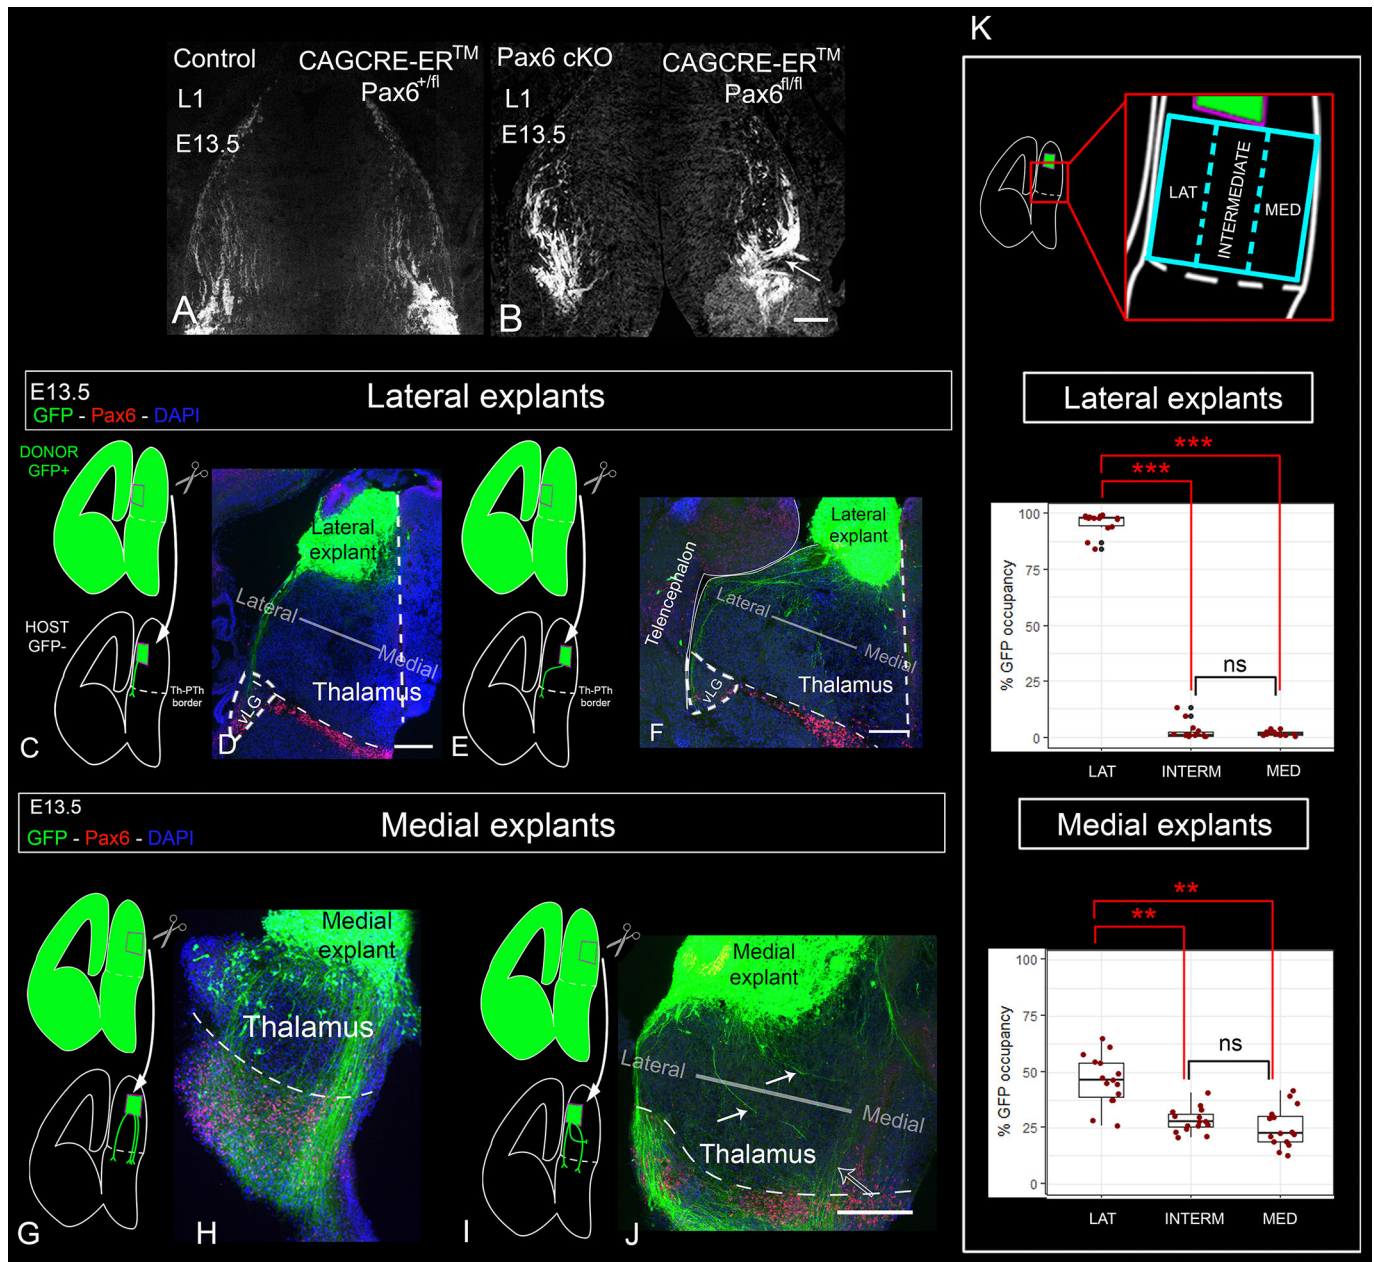 Control
CAGCRE-ER™
Pax6+/fl
L1
E13.5
A
Pax6 cKO
CAGCRE-ER™
Pax6fl/fl
L1
E13.5
B
E13.5
GFP - Pax6 - DAPI
Lateral explants
DONOR
GFP+
HOST
GFP-
Th-PTh
border
C
Lateral
explant
Lateral
Medial
Thalamus
vLG
D
Th-PTh
border
E
Telencephalon
Lateral
explant
Lateral
Medial
Thalamus
vLG
F
E13.5
GFP - Pax6 - DAPI
Medial explants
G
Medial
explant
Thalamus
H
I
Medial
explant
Lateral
Medial
Thalamus
J
K
LAT
INTERMEDIATE
MED
Lateral explants
***
***
ns
% GFP occupancy
100
75
50
25
0
LAT INTERM MED
Medial explants
**
**
ns
% GFP occupancy
100
50
25
0
LAT INTERM MED